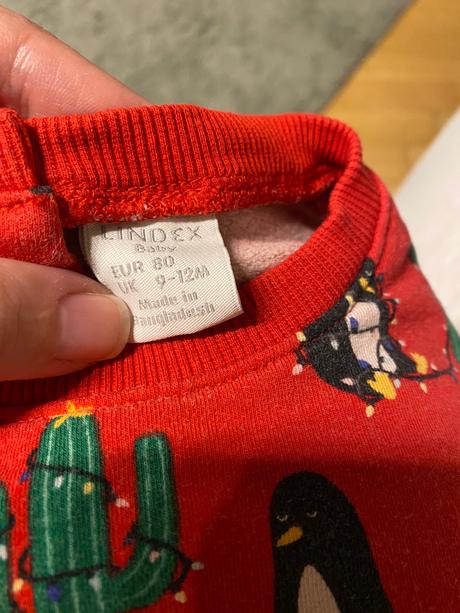 LINDEX
Baby
EUR 80
UK 9-12M
Made in
Bangladesh